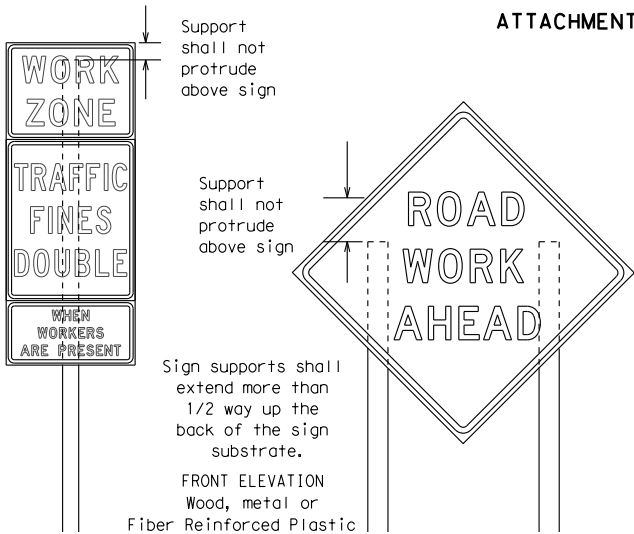 ATTACHMENT
Support
shall not
protrude
above sign
WORK
ZONE
TRAFFIC
FINES
DOUBLE
WHEN
WORKERS
ARE PRESENT
Support
shall not
protrude
above sign
ROAD
WORK
AHEAD
Sign supports shall
extend more than
1/2 way up the
back of the sign
substrate.
FRONT ELEVATION
Wood, metal or
Fiber Reinforced Plastic